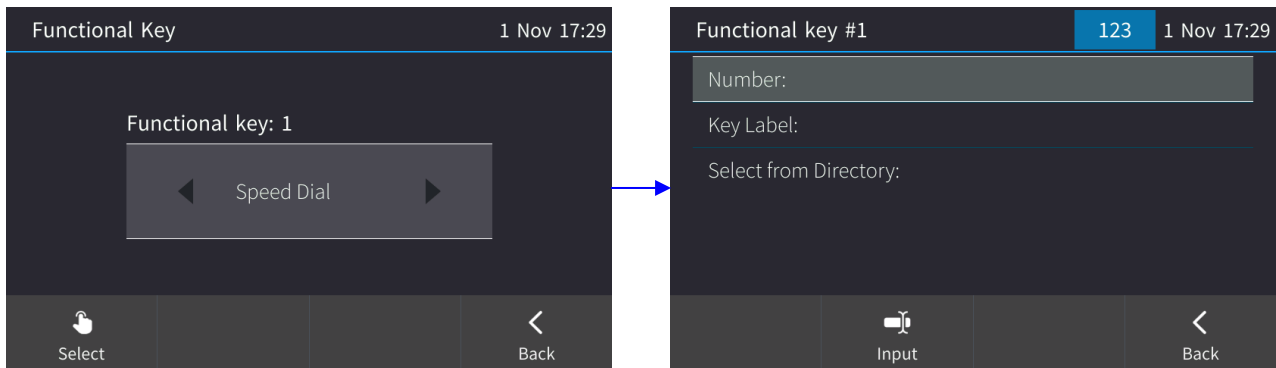 Functional Key 1 Nov 17:29
Functional key: 1
Speed Dial
Select Back
Functional key #1 123 1 Nov 17:29
Number:
Key Label:
Select from Directory:
Input Back